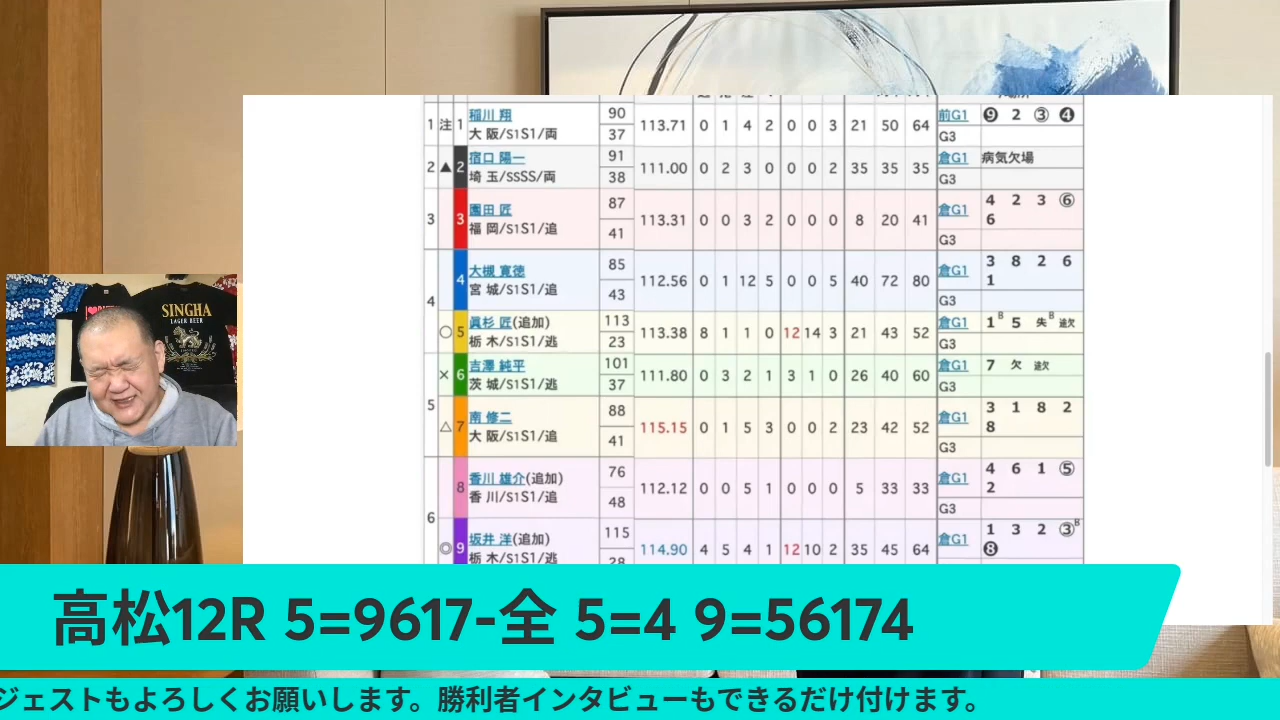 1 注 1 稲川 翔 90 113.71 0 1 4 2 0 0 3 21 50 64 前G1 ❾ 2 ③ ❹
大 阪/S1S1/両 37 G3
2 ▲ 2 宿口 陽一 91 111.00 0 2 3 0 0 0 2 35 35 35 倉G1 病気欠場
埼 玉/SSSS/両 38 G3
3 3 園田 匠 87 113.31 0 0 3 2 0 0 0 8 20 41 倉G1 4 2 3 ⑥
福 岡/S1S1/追 41 6
G3
4 4 大槻 寛徳 85 112.56 0 1 12 5 0 0 5 40 72 80 倉G1 3 8 2 6
宮 城/S1S1/追 43 1
G3
○ 5 眞杉 匠(追加) 113 113.38 8 1 1 0 12 14 3 21 43 52 倉G1 1B 5 失B 途欠
栃 木/S1S1/逃 23 G3
5 × 6 吉澤 純平 101 111.80 0 3 2 1 3 1 0 26 40 60 倉G1 7 欠 途欠
茨 城/S1S1/逃 37 G3
△ 7 南 修二 88 115.15 0 1 5 3 0 0 2 23 42 52 倉G1 3 1 8 2
大 阪/S1S1/追 41 8
G3
6 8 香川 雄介(追加) 76 112.12 0 0 5 1 0 0 0 5 33 33 倉G1 4 6 1 ⑤
香 川/S1S1/追 48 2
G3
◎ 9 坂井 洋(追加) 115 114.90 4 5 4 1 12 10 2 35 45 64 倉G1 1 3 2 ③B
栃 木/S1S1/逃 28 ❽
SINGHA
LAGER BEER
高松12R 5=9617-全 5=4 9=56174
ジェストもよろしくお願いします。勝利者インタビューもできるだけ付けます。